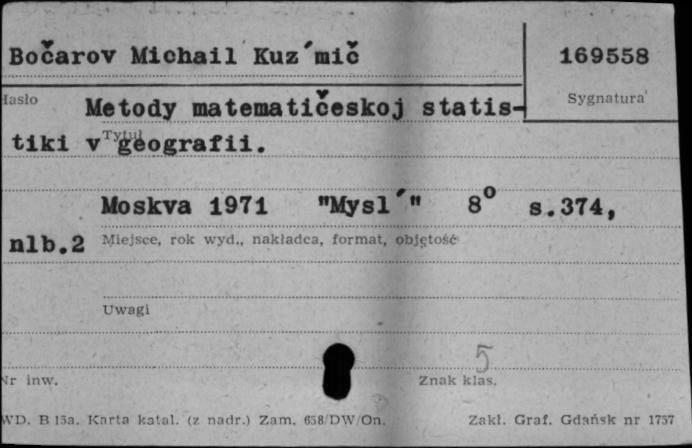 Bočarov Michail Kuz´mič 169558
Hasło Sygnatura
Metody matematičeskoj statis-
tiki v geografii.
Tytuł
Moskva 1971 "Mysl´" 8° s.374,
nlb.2 Miejsce, rok wyd., nakładca, format, objętość
Uwagi
5
Nr inw. Znak klas.
WD. B 15a. Karta katal. (z nadr.) Zam. 658/DW/On. Zakł. Graf. Gdańsk nr 1757